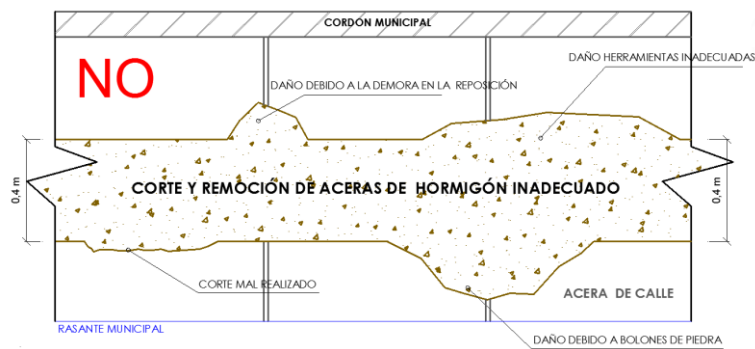 CORDON MUNICIPAL
NO
DAÑO HERRAMIENTAS INADECUADAS
DAÑO DEBIDO A LA DEMORA EN LA REPOSICIÓN
0,4 m
CORTE Y REMOCIÓN DE ACERAS DE HORMIGÓN INADECUADO
0,4 m
CORTE MAL REALIZADO
ACERA DE CALLE
RASANTE MUNICIPAL
DAÑO DEBIDO A BOLONES DE PIEDRA